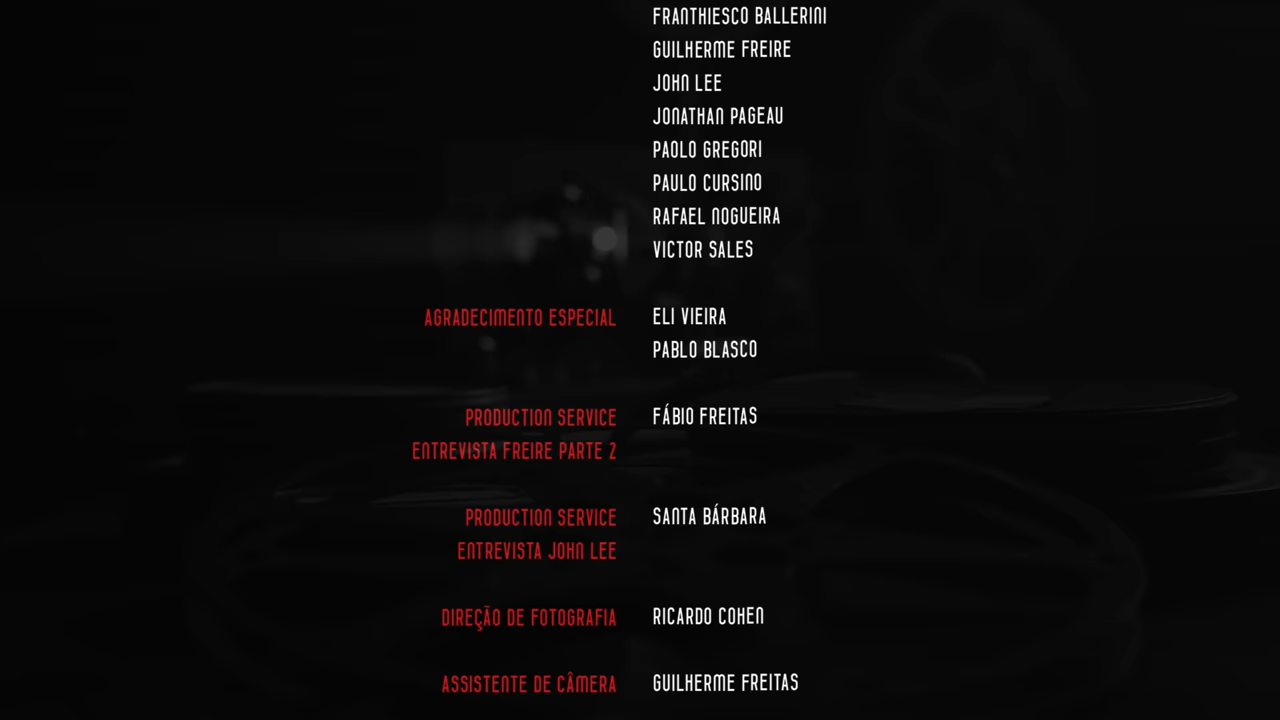 FRANTHIESCO BALLERINI
GUILHERME FREIRE
JOHN LEE
JONATHAN PAGEAU
PAOLO GREGORI
PAULO CURSINO
RAFAEL NOGUEIRA
VICTOR SALES
AGRADECIMENTO ESPECIAL ELI VIEIRA
PABLO BLASCO
PRODUCTION SERVICE FÁBIO FREITAS
ENTREVISTA FREIRE PARTE 2
PRODUCTION SERVICE SANTA BÁRBARA
ENTREVISTA JOHN LEE
DIREÇÃO DE FOTOGRAFIA RICARDO COHEN
ASSISTENTE DE CÂMERA GUILHERME FREITAS